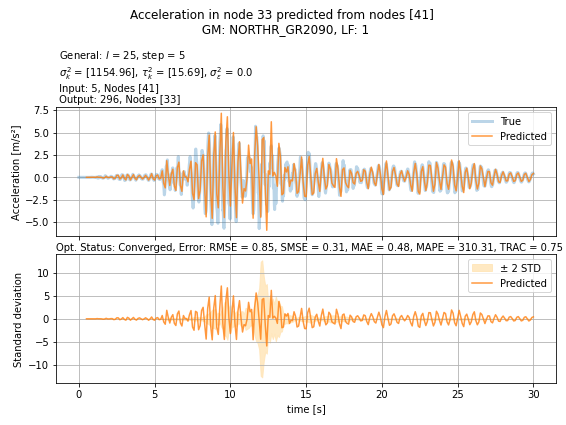 Acceleration in node 33 predicted from nodes [41]
GM: NORTHR_GR2090, LF: 1
General: l = 25, step = 5
σ²ₖ = [1154.96], τ²ₖ = [15.69], σ²ε = 0.0
Input: 5, Nodes [41]
Output: 296, Nodes [33]
7.5
5.0
2.5
0.0
−2.5
−5.0
Acceleration [m/s²]
True
Predicted
Opt. Status: Converged, Error: RMSE = 0.85, SMSE = 0.31, MAE = 0.48, MAPE = 310.31, TRAC = 0.75
10
5
0
−5
−10
Standard deviation
± 2 STD
Predicted
0 5 10 15 20 25 30
time [s]